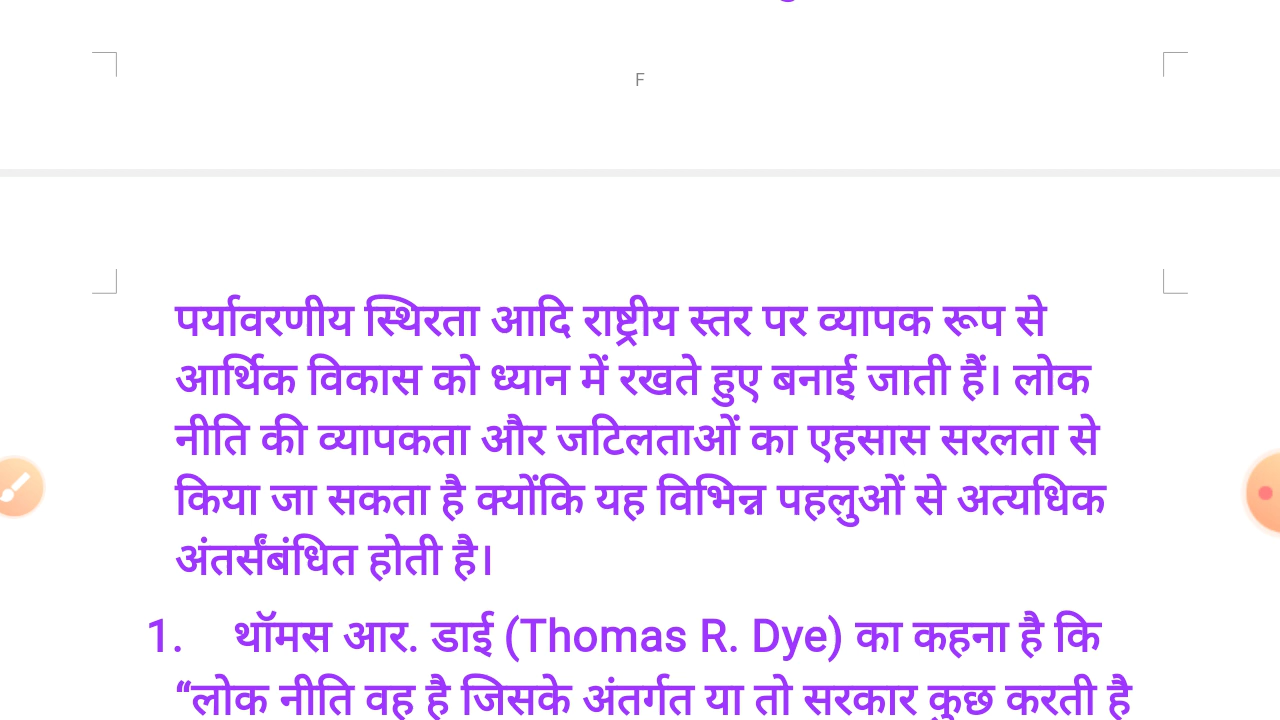 F
पर्यावरणीय स्थिरता आदि राष्ट्रीय स्तर पर व्यापक रूप से
आर्थिक विकास को ध्यान में रखते हुए बनाई जाती हैं। लोक
नीति की व्यापकता और जटिलताओं का एहसास सरलता से
किया जा सकता है क्योंकि यह विभिन्न पहलुओं से अत्यधिक
अंतर्संबंधित होती है।
1. थॉमस आर. डाई (Thomas R. Dye) का कहना है कि
“लोक नीति वह है जिसके अंतर्गत या तो सरकार कुछ करती है